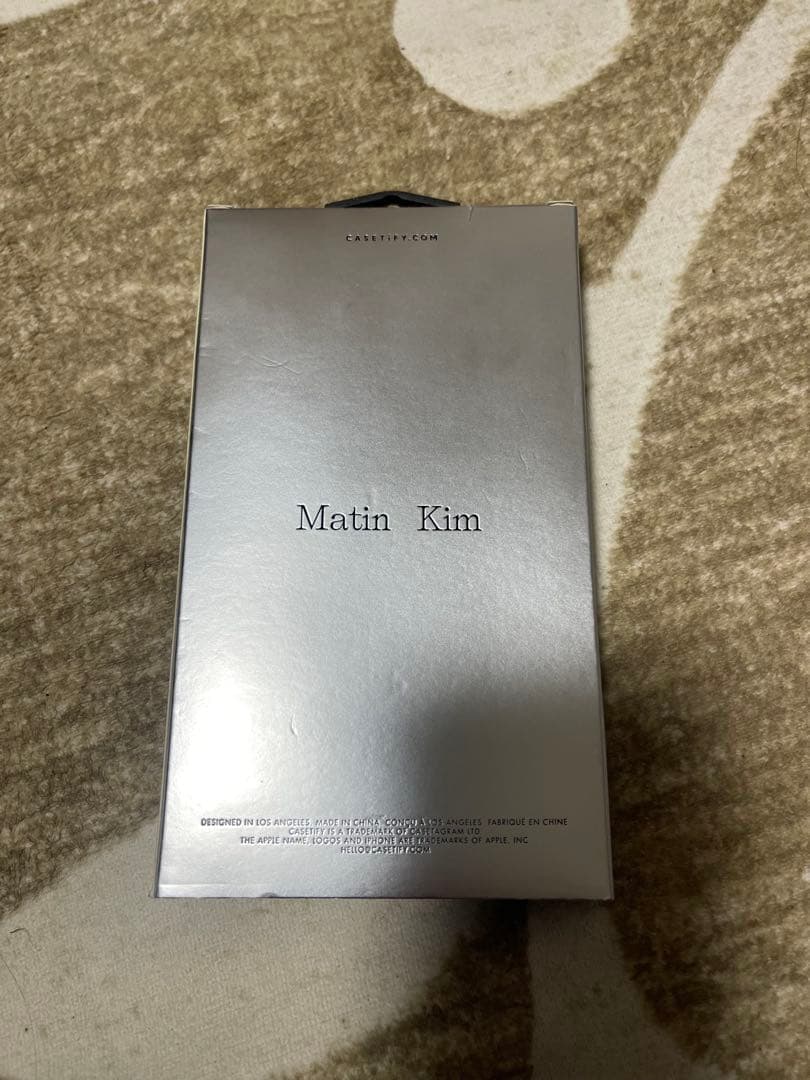 CASETiFY.COM
Matin Kim
DESIGNED IN LOS ANGELES. MADE IN CHINA. CONÇU À LOS ANGELES. FABRIQUÉ EN CHINE
CASETIFY IS A TRADEMARK OF CASETAGRAM LTD
THE APPLE NAME, LOGOS AND IPHONE ARE TRADEMARKS OF APPLE, INC
HELLO@CASETIFY.COM